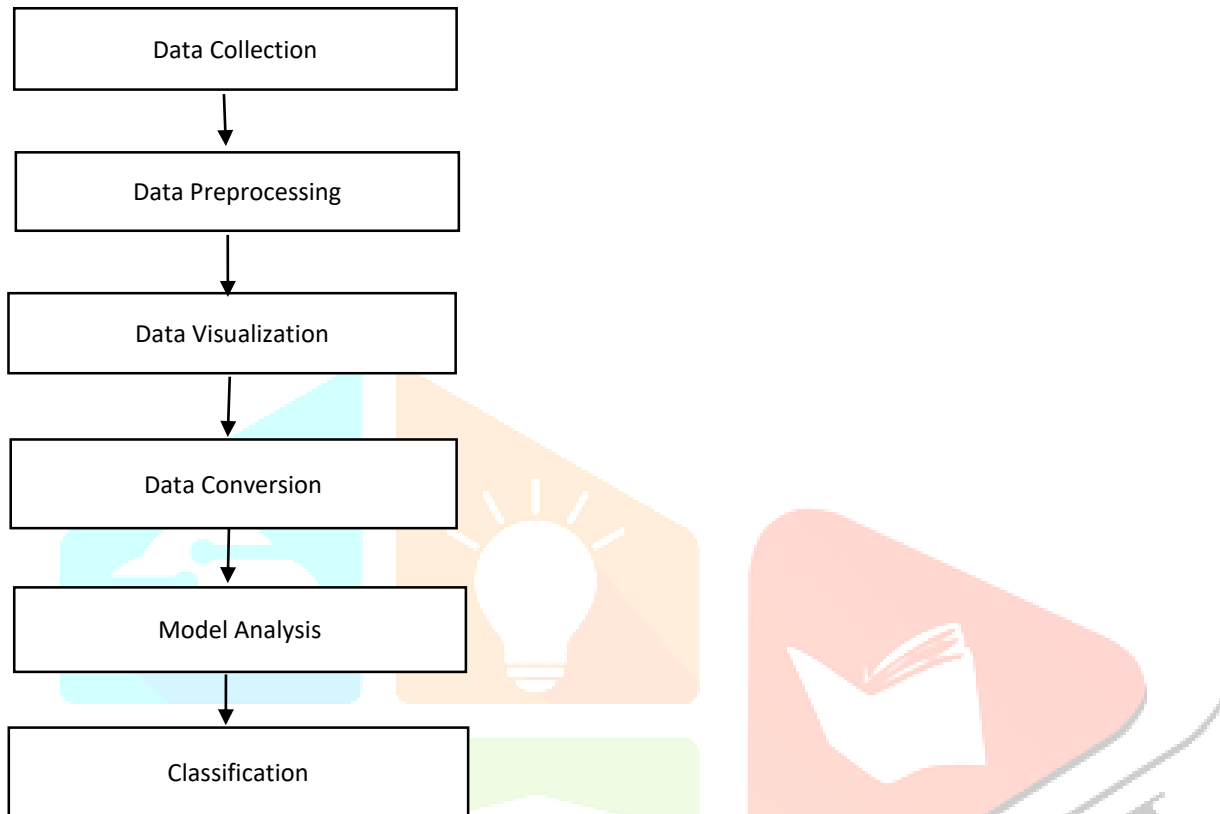 Data Collection
Data Preprocessing
Data Visualization
Data Conversion
Model Analysis
Classification